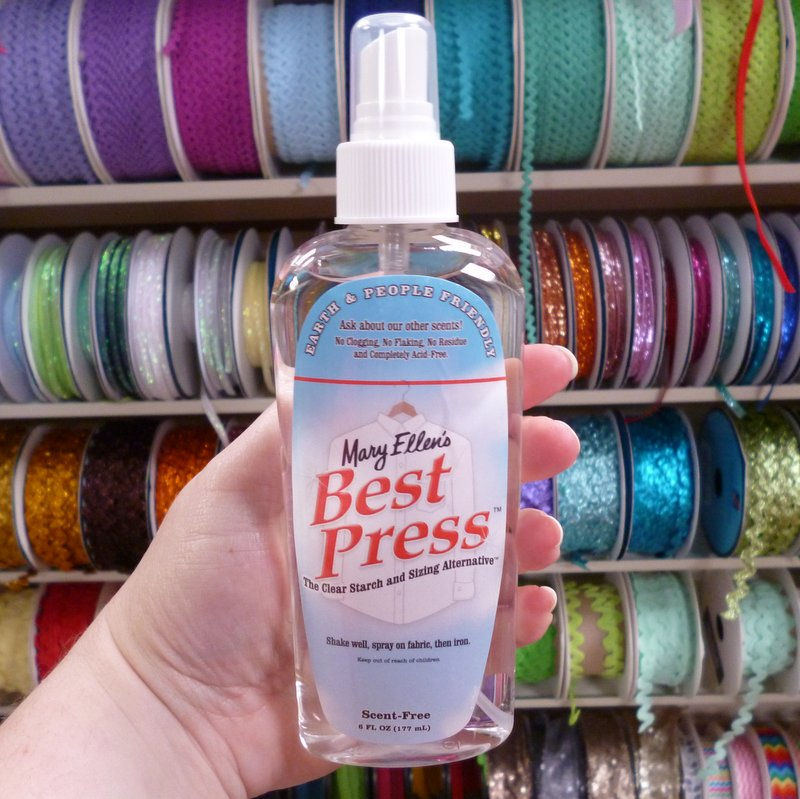 EARTH & PEOPLE FRIENDLY
Ask about our other scents!
No Clogging, No Flaking, No Residue
and Completely Acid-Free.
Mary Ellen's
Best
Press™
The Clear Starch and Sizing Alternative™
Shake well, spray on fabric, then iron.
Keep out of reach of children.
Scent-Free
6 FL OZ (177 mL)